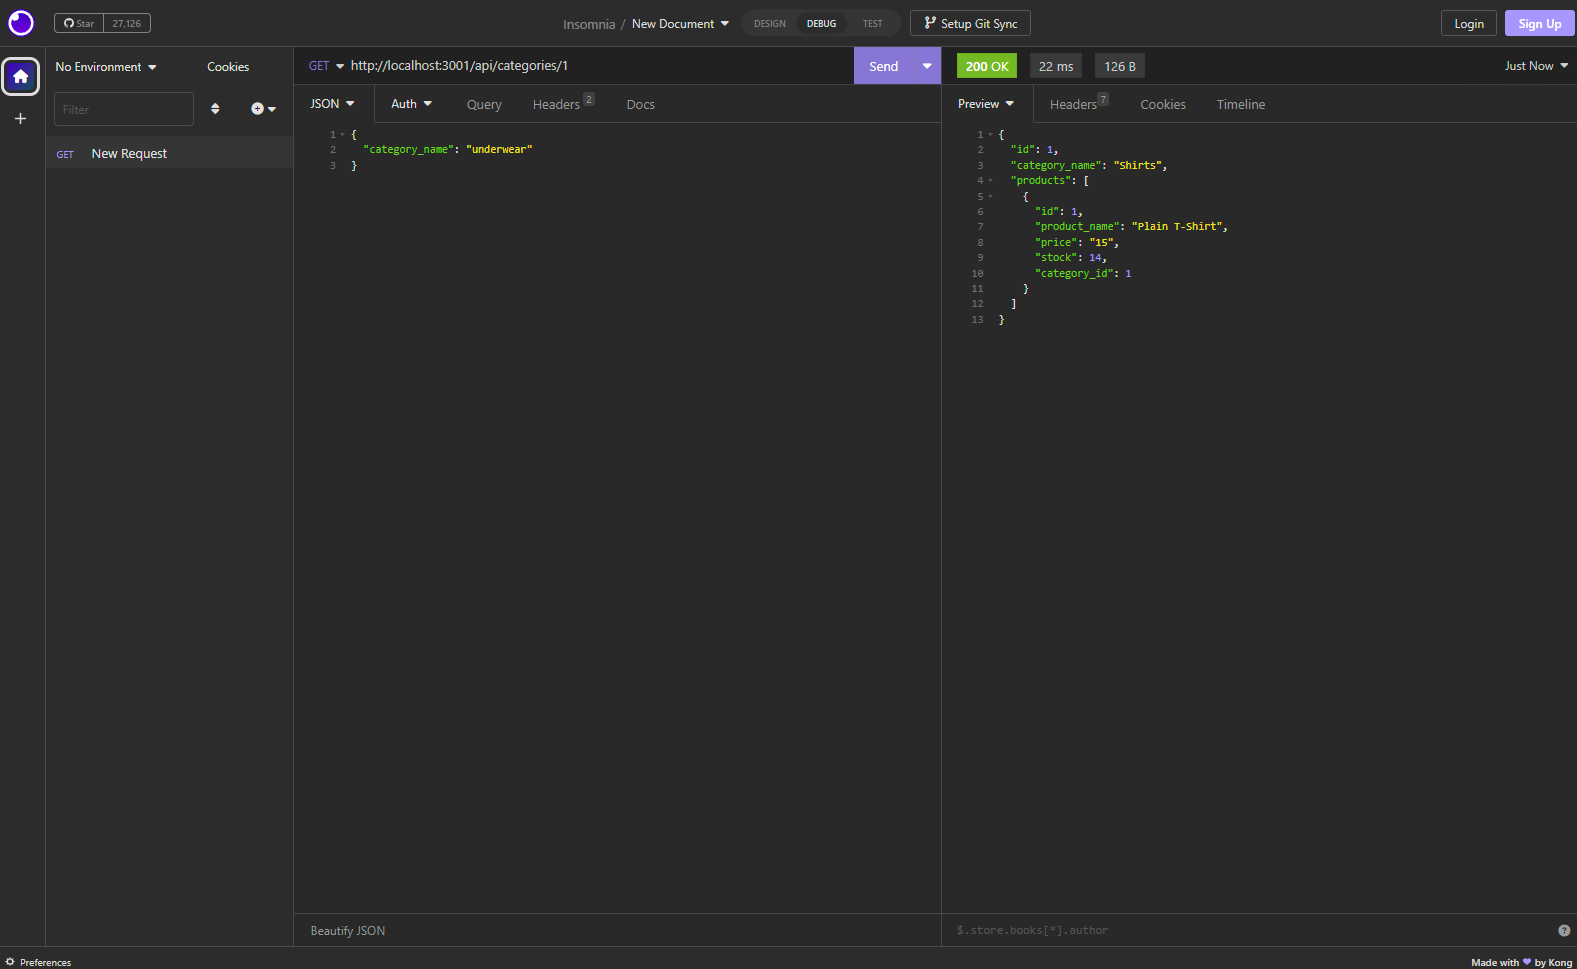 Star 27,126
Insomnia / New Document
DESIGN DEBUG TEST
Setup Git Sync
Login
Sign Up
No Environment
Cookies
Filter
GET New Request
GET http://localhost:3001/api/categories/1
Send
JSON Auth Query Headers 2 Docs
1 {
2 "category_name": "underwear"
3 }
Beautify JSON
200 OK 22 ms 126 B
Just Now
Preview Headers 7 Cookies Timeline
1 {
2 "id": 1,
3 "category_name": "Shirts",
4 "products": [
5 {
6 "id": 1,
7 "product_name": "Plain T-Shirt",
8 "price": "15",
9 "stock": 14,
10 "category_id": 1
11 }
12 ]
13 }
$.store.books[*].author
?
Preferences
Made with ♥ by Kong